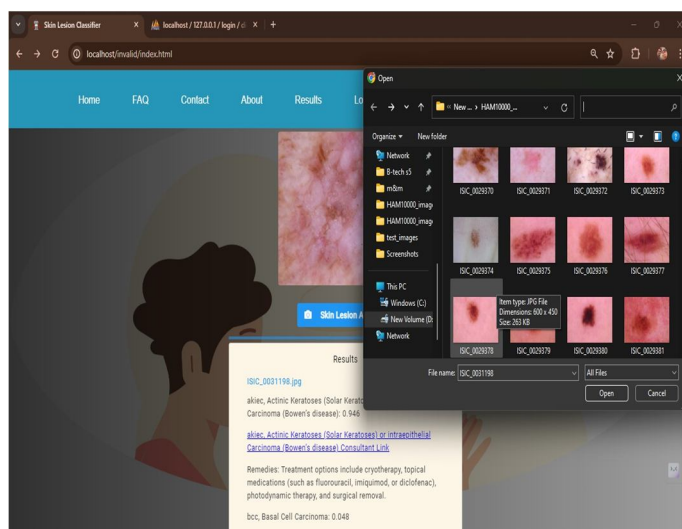 Skin Lesion Classifier
localhost / 127.0.0.1 / login /
localhost/invalid/index.html
Home FAQ Contact About Results
Skin Lesion A
Results
ISIC_0031198.jpg
akiec, Actinic Keratoses (Solar Kerato
Carcinoma (Bowen's disease): 0.946
akiec, Actinic Keratoses (Solar Keratoses) or intraepithelial
Carcinoma (Bowen's disease) Consultant Link
Remedies: Treatment options include cryotherapy, topical
medications (such as fluorouracil, imiquimod, or diclofenac),
photodynamic therapy, and surgical removal.
bcc, Basal Cell Carcinoma: 0.048
Open
« New ... › HAM10000_...
Organize New folder
Network
B-tech s5
m&m
HAM10000_imag
HAM10000_imag
test_images
Screenshots
This PC
Windows (C:)
New Volume (D:
Network
ISIC_0029370 ISIC_0029371 ISIC_0029372 ISIC_0029373
ISIC_0029374 ISIC_0029375 ISIC_0029376 ISIC_0029377
Item type: JPG File
Dimensions: 600 x 450
Size: 263 KB
ISIC_0029378 ISIC_0029379 ISIC_0029380 ISIC_0029381
File name: ISIC_0031198 All Files
Open Cancel